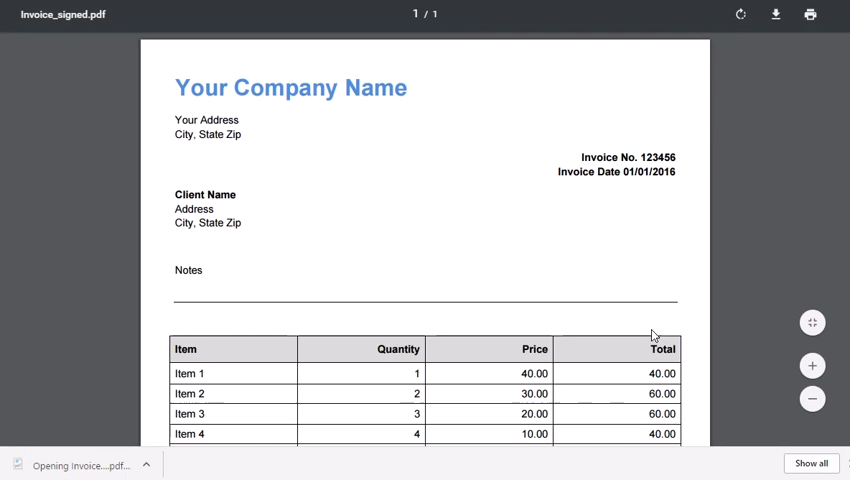 Invoice_signed.pdf
1 / 1
Your Company Name
Your Address
City, State Zip
Invoice No. 123456
Invoice Date 01/01/2016
Client Name
Address
City, State Zip
Notes
Item Quantity Price Total
Item 1 1 40.00 40.00
Item 2 2 30.00 60.00
Item 3 3 20.00 60.00
Item 4 4 10.00 40.00
Opening Invoice....pdf...
Show all